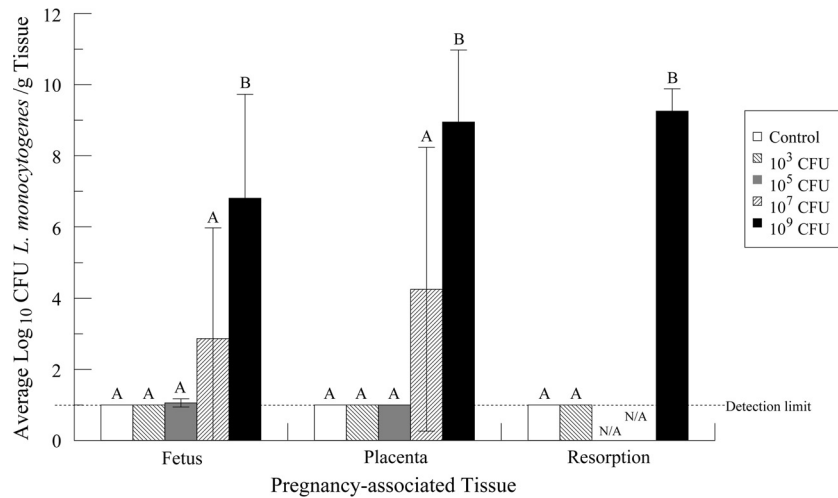 Average Log 10 CFU L. monocytogenes /g Tissue
12
10
8
6
4
2
0
A A A A B
A A A A B
A A N/A N/A B
Detection limit
Fetus Placenta Resorption
Pregnancy-associated Tissue
Control
10³ CFU
10⁵ CFU
10⁷ CFU
10⁹ CFU